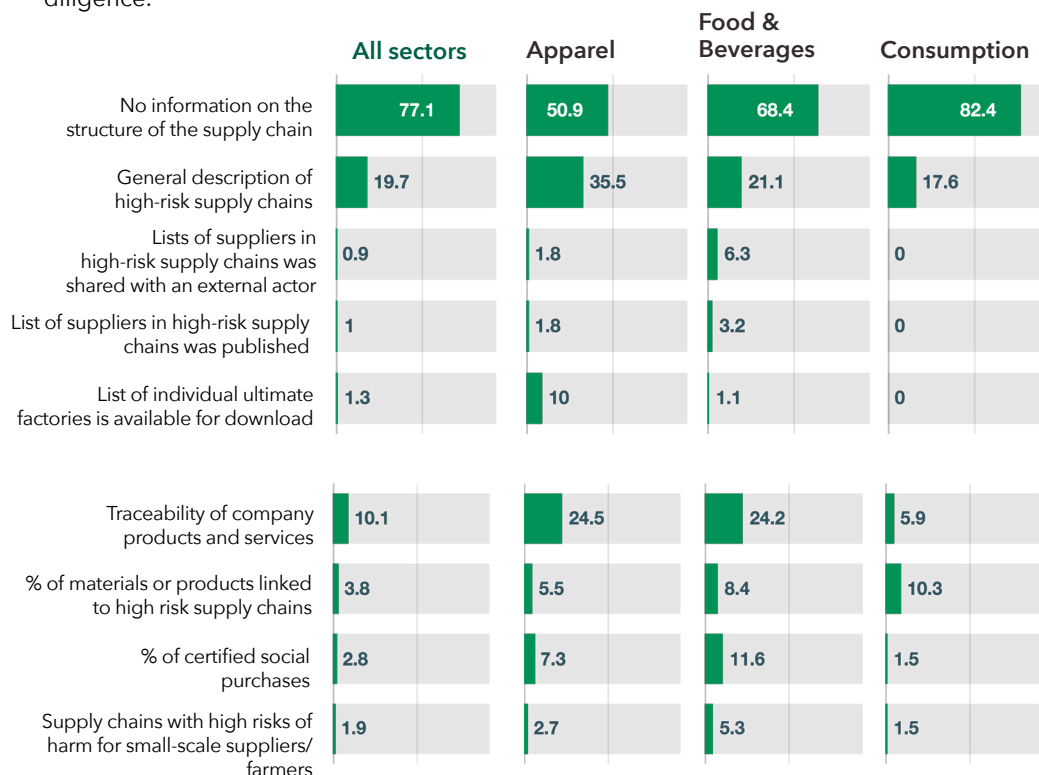 diligence.
All sectors
Apparel
Food &
Beverages
Consumption
No information on the
structure of the supply chain
77.1
50.9
68.4
82.4
General description of
high-risk supply chains
19.7
35.5
21.1
17.6
Lists of suppliers in
high-risk supply chains was
shared with an external actor
0.9
1.8
6.3
0
List of suppliers in high-risk supply
chains was published
1
1.8
3.2
0
List of individual ultimate
factories is available for download
1.3
10
1.1
0
Traceability of company
products and services
10.1
24.5
24.2
5.9
% of materials or products linked
to high risk supply chains
3.8
5.5
8.4
10.3
% of certified social
purchases
2.8
7.3
11.6
1.5
Supply chains with high risks of
harm for small-scale suppliers/
farmers
1.9
2.7
5.3
1.5